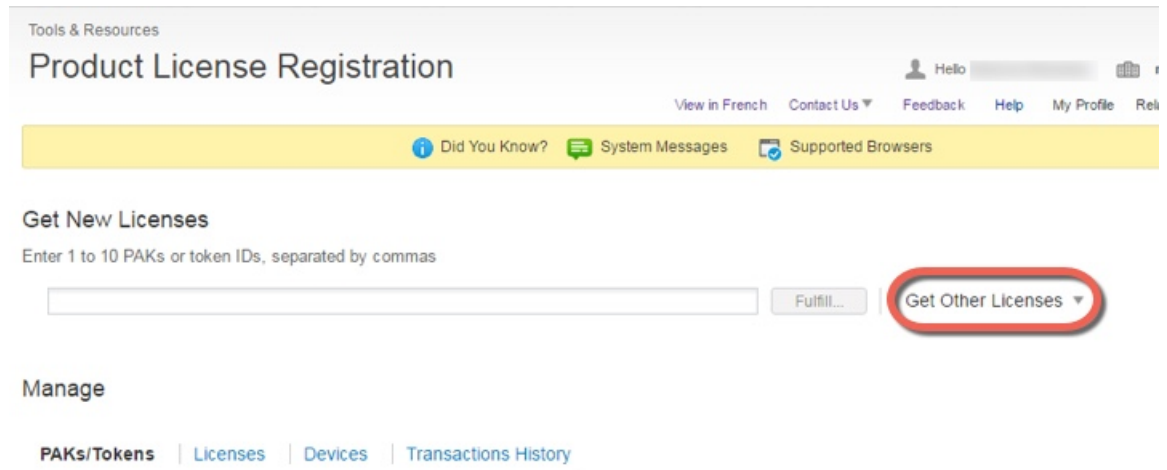 Tools & Resources
Product License Registration
Hello
View in French Contact Us Feedback Help My Profile
Did You Know? System Messages Supported Browsers
Get New Licenses
Enter 1 to 10 PAKs or token IDs, separated by commas
Fulfill... Get Other Licenses
Manage
PAKs/Tokens Licenses Devices Transactions History